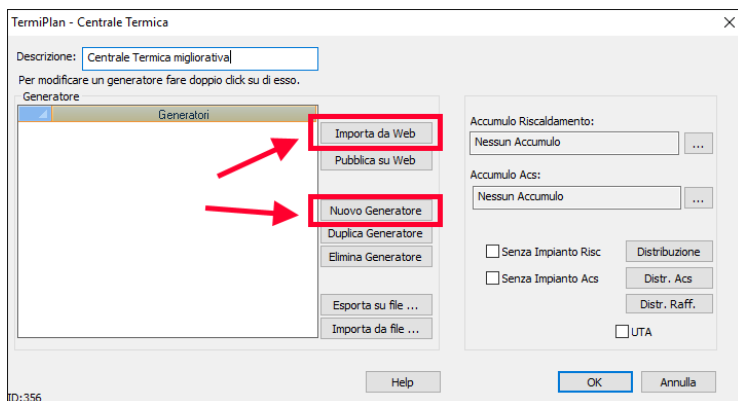 TermiPlan - Centrale Termica
Descrizione: Centrale Termica migliorativa
Per modificare un generatore fare doppio click su di esso.
Generatore
Generatori
Importa da Web
Pubblica su Web
Nuovo Generatore
Duplica Generatore
Elimina Generatore
Esporta su file ...
Importa da file ...
Accumulo Riscaldamento:
Nessun Accumulo ...
Accumulo Acs:
Nessun Accumulo ...
Senza Impianto Risc Distribuzione
Senza Impianto Acs Distr. Acs
Distr. Raff.
UTA
Help OK Annulla
ID:356